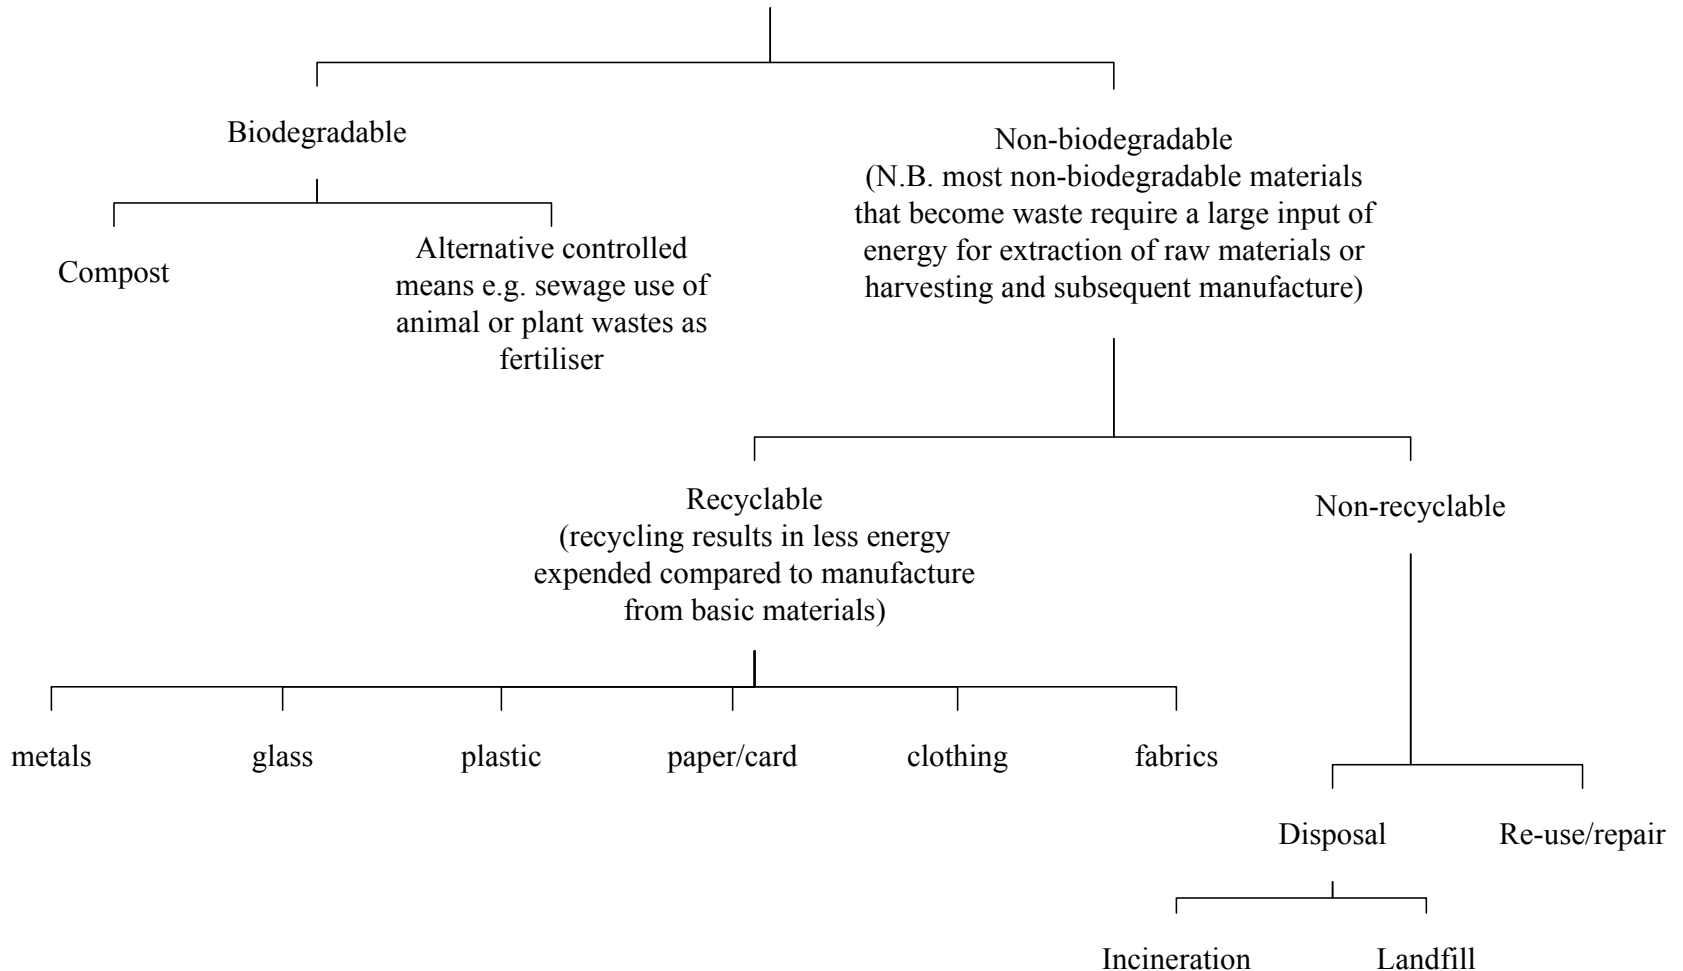 Biodegradable
Non-biodegradable
(N.B. most non-biodegradable materials
that become waste require a large input of
energy for extraction of raw materials or
harvesting and subsequent manufacture)
Compost
Alternative controlled
means e.g. sewage use of
animal or plant wastes as
fertiliser
Recyclable
(recycling results in less energy
expended compared to manufacture
from basic materials)
Non-recyclable
metals
glass
plastic
paper/card
clothing
fabrics
Disposal
Re-use/repair
Incineration
Landfill